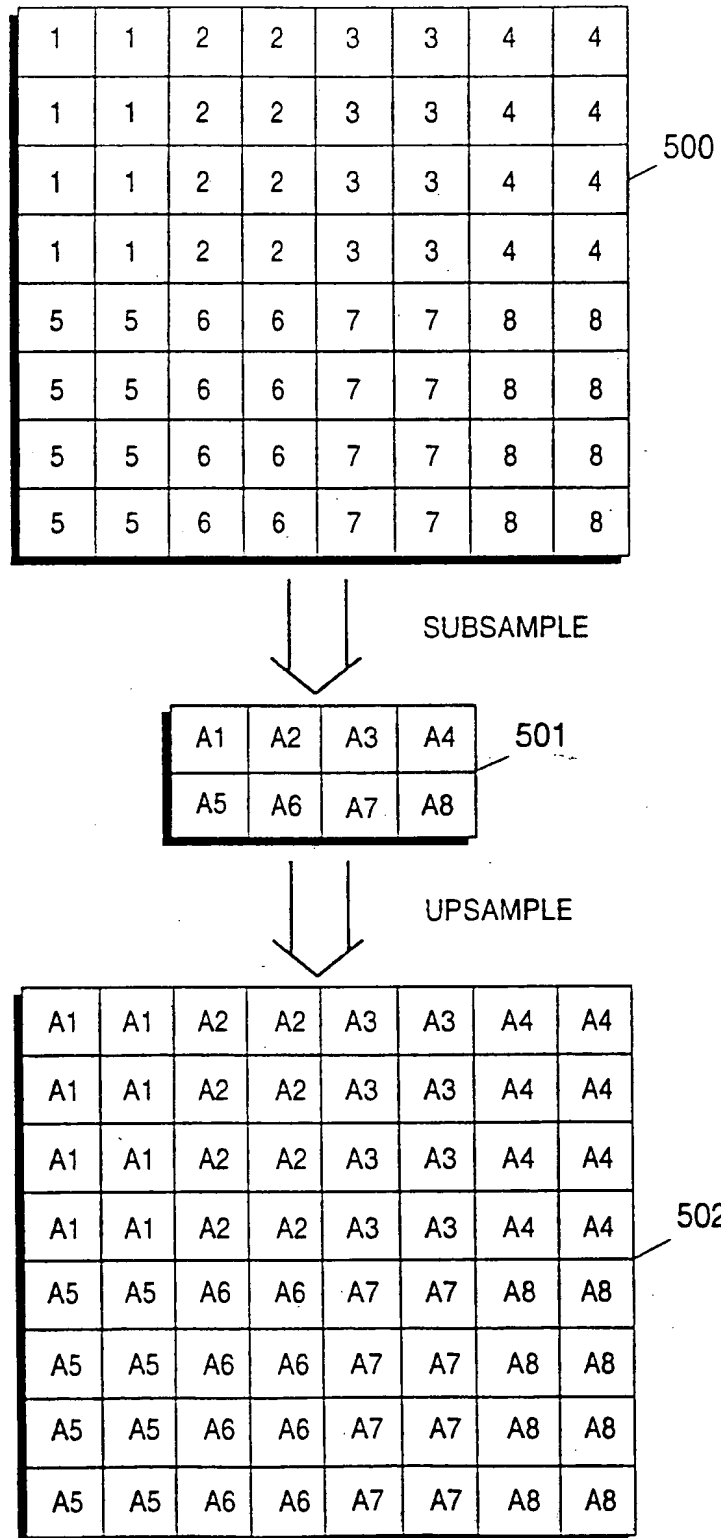 1 1 2 2 3 3 4 4
1 1 2 2 3 3 4 4
500
1 1 2 2 3 3 4 4
1 1 2 2 3 3 4 4
5 5 6 6 7 7 8 8
5 5 6 6 7 7 8 8
5 5 6 6 7 7 8 8
5 5 6 6 7 7 8 8
SUBSAMPLE
A1 A2 A3 A4
501
A5 A6 A7 A8
UPSAMPLE
A1 A1 A2 A2 A3 A3 A4 A4
A1 A1 A2 A2 A3 A3 A4 A4
A1 A1 A2 A2 A3 A3 A4 A4
A1 A1 A2 A2 A3 A3 A4 A4
502
A5 A5 A6 A6 A7 A7 A8 A8
A5 A5 A6 A6 A7 A7 A8 A8
A5 A5 A6 A6 A7 A7 A8 A8
A5 A5 A6 A6 A7 A7 A8 A8